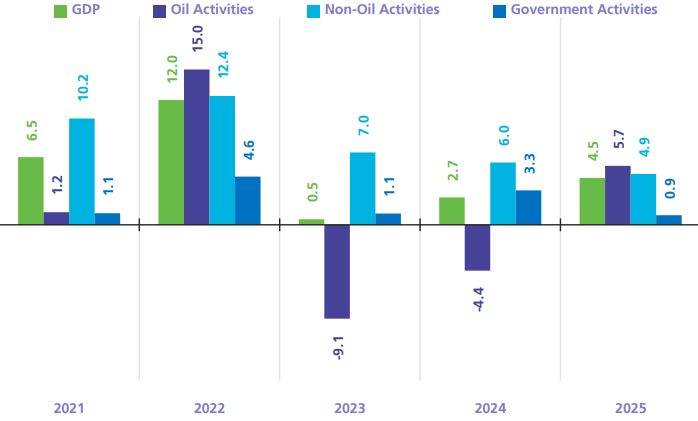 GDP Oil Activities Non-Oil Activities Government Activities
6.5 1.2 10.2 1.1
12.0 15.0 12.4 4.6
0.5 -9.1 7.0 1.1
2.7 -4.4 6.0 3.3
4.5 5.7 4.9 0.9
2021 2022 2023 2024 2025